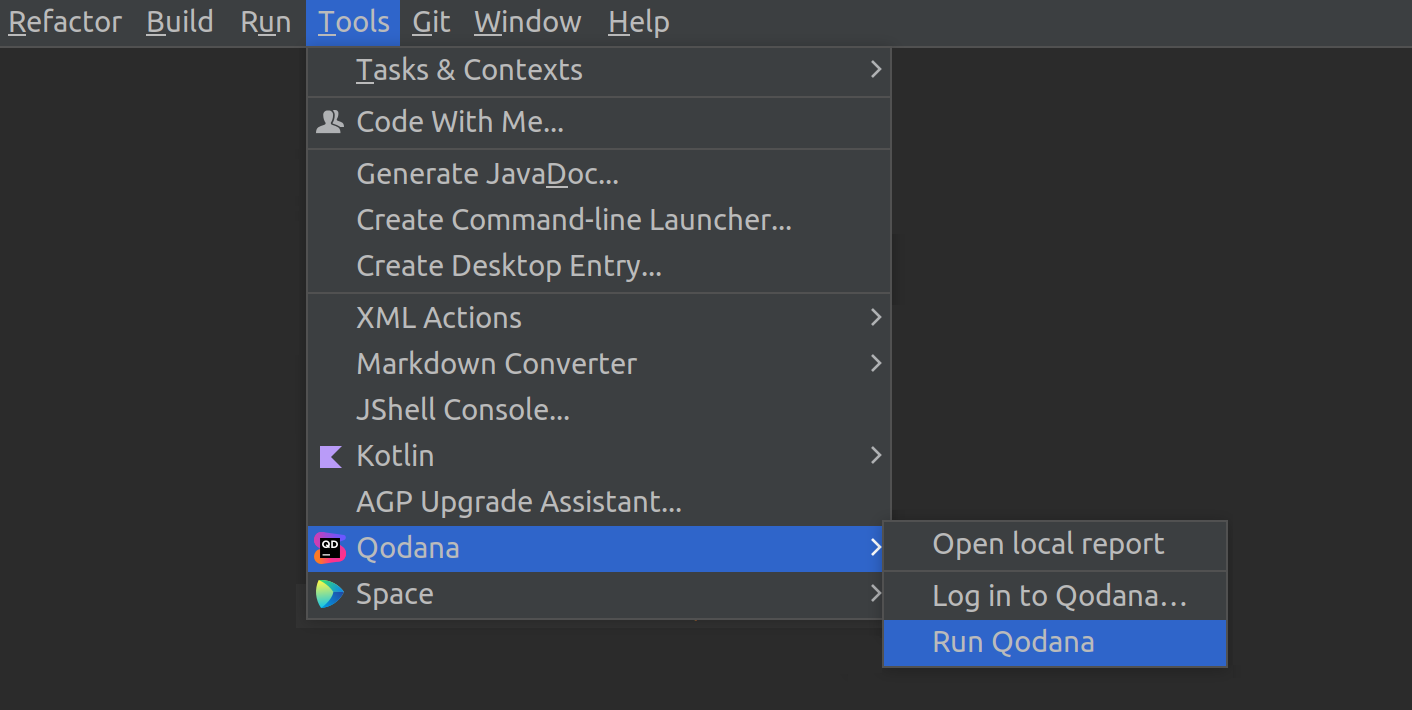 Refactor Build Run Tools Git Window Help
Tasks & Contexts
Code With Me...
Generate JavaDoc...
Create Command-line Launcher...
Create Desktop Entry...
XML Actions
Markdown Converter
JShell Console...
Kotlin
AGP Upgrade Assistant...
QD Qodana
Open local report
Space
Log in to Qodana...
Run Qodana